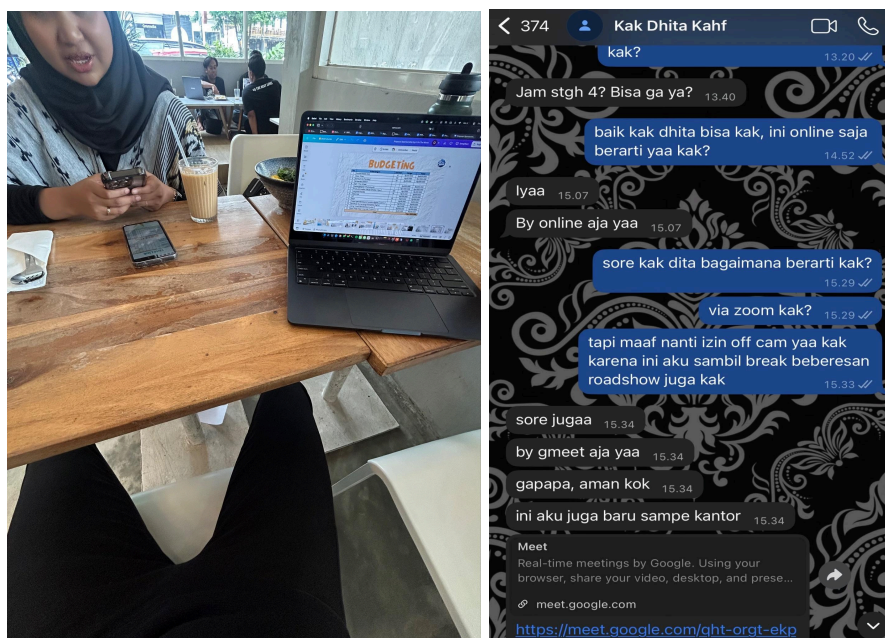 BUDGETING
374
Kak Dhita Kahf
kak?
13.20
Jam stgh 4? Bisa ga ya? 13.40
baik kak dhita bisa kak, ini online saja
berarti yaa kak?
14.52
Iyaa 15.07
By online aja yaa 15.07
sore kak dita bagaimana berarti kak?
15.29
via zoom kak? 15.29
tapi maaf nanti izin off cam yaa kak
karena ini aku sambil break beberesan
roadshow juga kak
15.33
sore jugaa 15.34
by gmeet aja yaa 15.34
gapapa, aman kok 15.34
ini aku juga baru sampe kantor 15.34
Meet
Real-time meetings by Google. Using your
browser, share your video, desktop, and prese...
meet.google.com
https://meet.google.com/qht-orgt-ekp